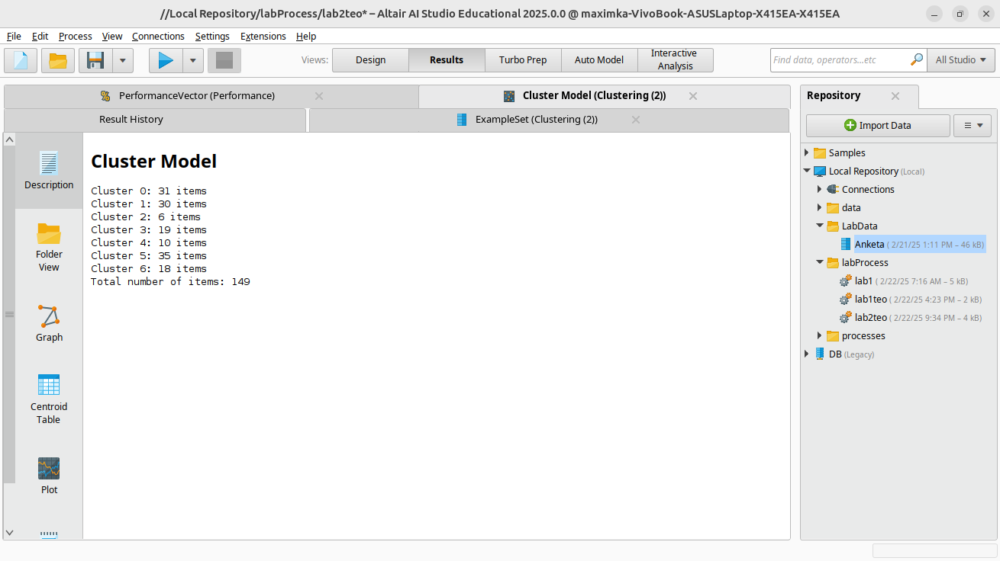 //Local Repository/labProcess/lab2teo* – Altair AI Studio Educational 2025.0.0 @ maximka-VivoBook-ASUSLaptop-X415EA-X415EA
File Edit Process View Connections Settings Extensions Help
Views: Design Results Turbo Prep Auto Model Interactive Analysis
Find data, operators...etc
All Studio
PerformanceVector (Performance)
Cluster Model (Clustering (2))
Result History
ExampleSet (Clustering (2))
Description
Folder
View
Graph
Centroid
Table
Plot
Cluster Model
Cluster 0: 31 items
Cluster 1: 30 items
Cluster 2: 6 items
Cluster 3: 19 items
Cluster 4: 10 items
Cluster 5: 35 items
Cluster 6: 18 items
Total number of items: 149
Repository
Import Data
Samples
Local Repository (Local)
Connections
data
LabData
Anketa ( 2/21/25 1:11 PM – 46 kB)
labProcess
lab1 ( 2/22/25 7:16 AM – 5 kB)
lab1teo ( 2/22/25 4:23 PM – 2 kB)
lab2teo ( 2/22/25 9:34 PM – 4 kB)
processes
DB (Legacy)